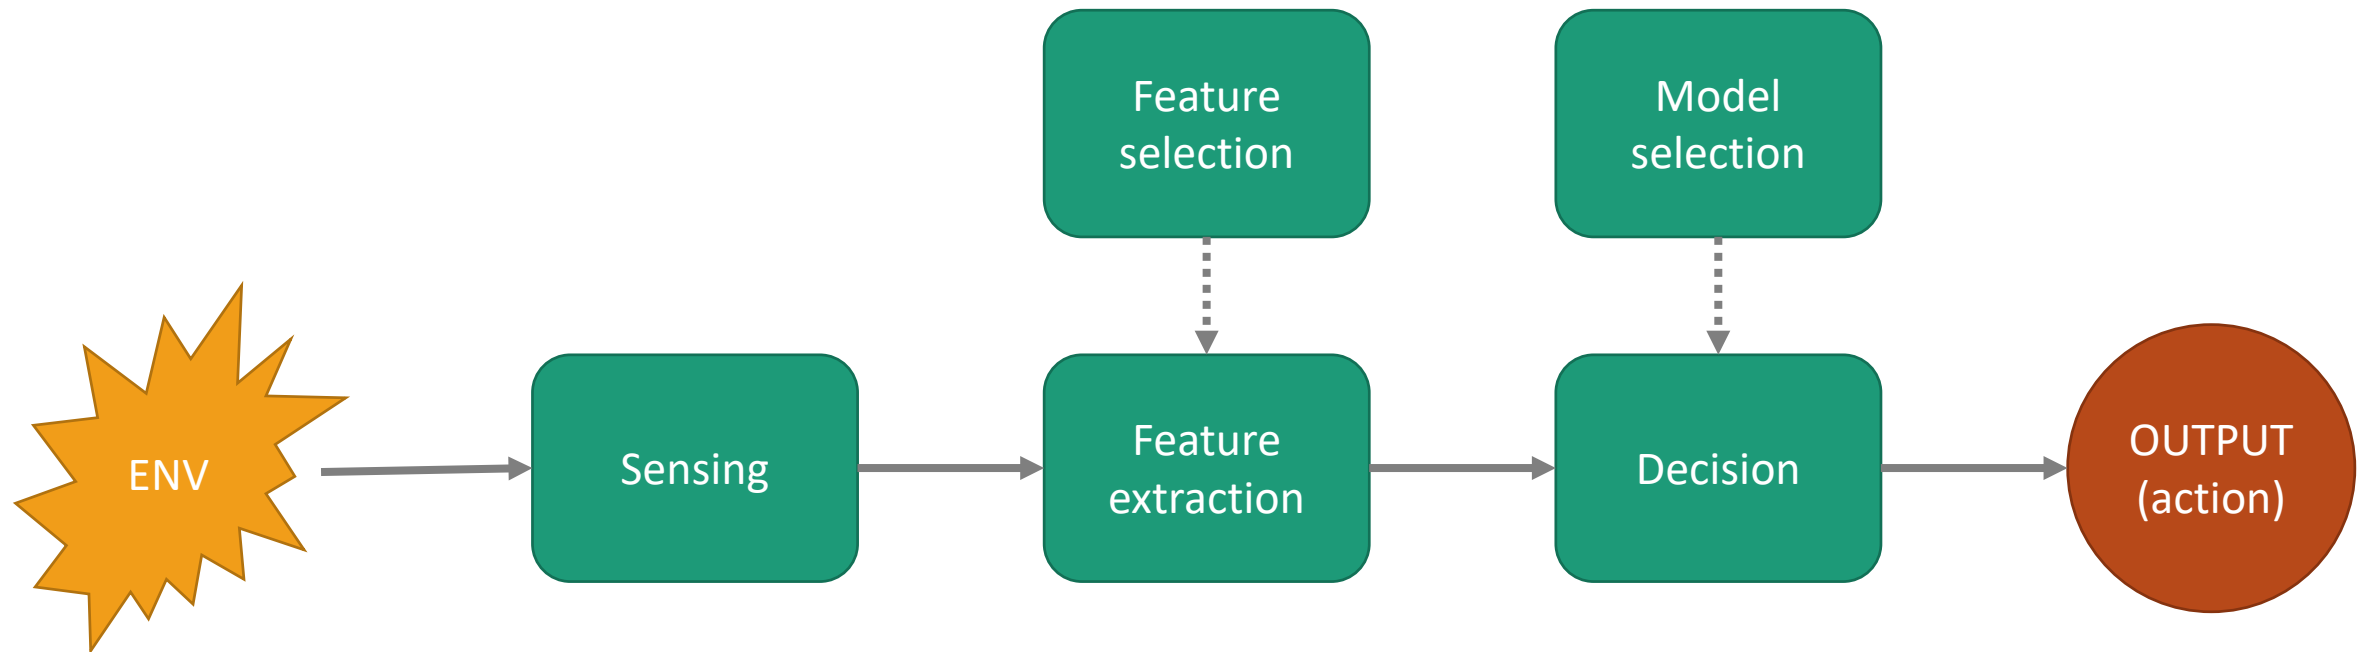 Feature
selection
Model
selection
ENV
Sensing
Feature
extraction
Decision
OUTPUT
(action)